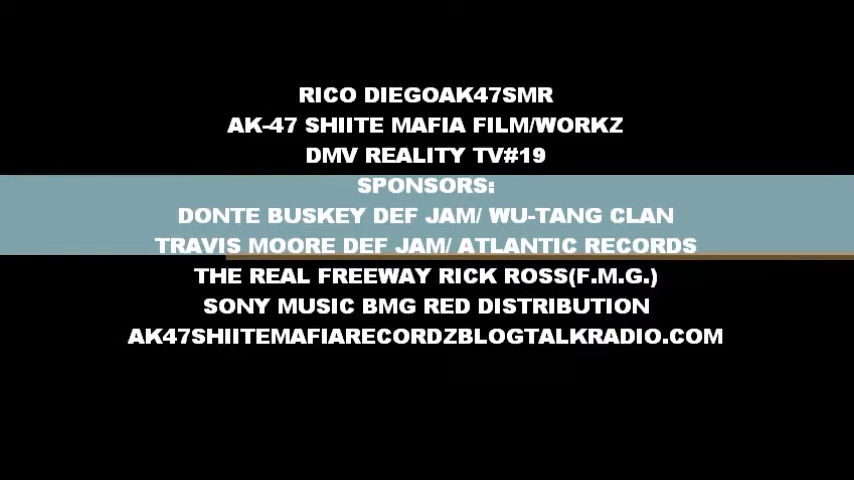 RICO DIEGOAK47SMR
AK-47 SHIITE MAFIA FILM/WORKZ
DMV REALITY TV#19
SPONSORS:
DONTE BUSKEY DEF JAM/ WU-TANG CLAN
TRAVIS MOORE DEF JAM/ ATLANTIC RECORDS
THE REAL FREEWAY RICK ROSS(F.M.G.)
SONY MUSIC BMG RED DISTRIBUTION
AK47SHIITEMAFIARECORDZBLOGTALKRADIO.COM